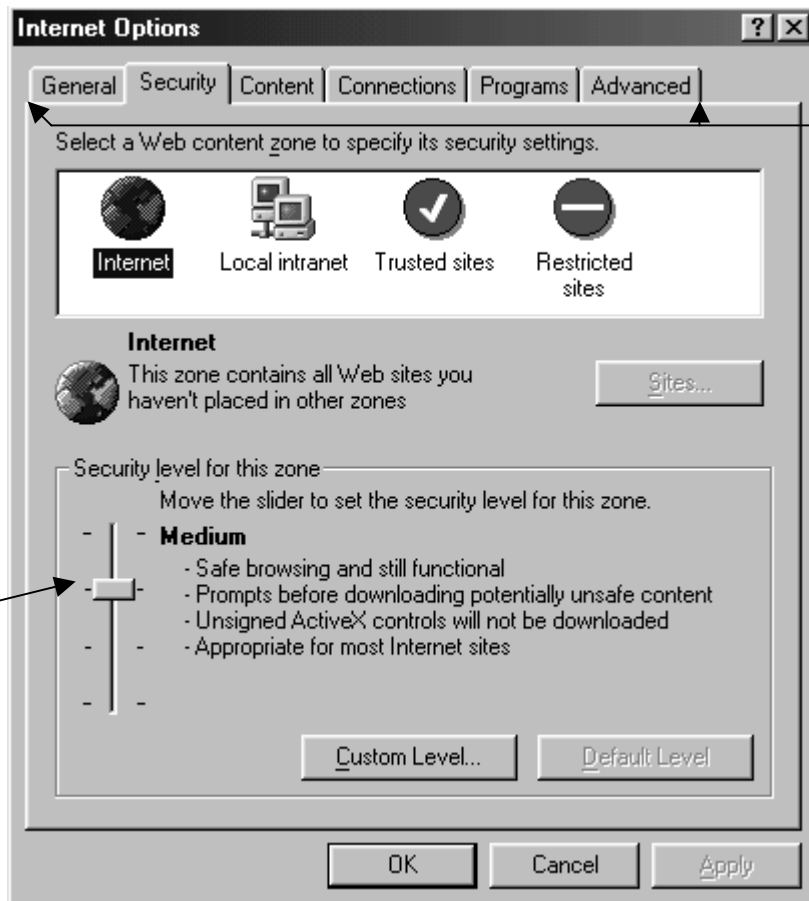 Internet Options
General Security Content Connections Programs Advanced
Select a Web content zone to specify its security settings.
Internet Local intranet Trusted sites Restricted sites
Internet
This zone contains all Web sites you
haven't placed in other zones
Sites...
Security level for this zone
Move the slider to set the security level for this zone.
Medium
- Safe browsing and still functional
- Prompts before downloading potentially unsafe content
- Unsigned ActiveX controls will not be downloaded
- Appropriate for most Internet sites
Custom Level... Default Level
OK Cancel Apply